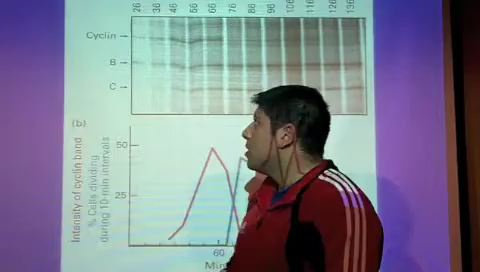 26 36 46 56 66 76 86 96 106 116 126 136
Cyclin
B
C
(b)
Intensity of cyclin band
% Cells dividing
during 10-min intervals
50
25
60
Min